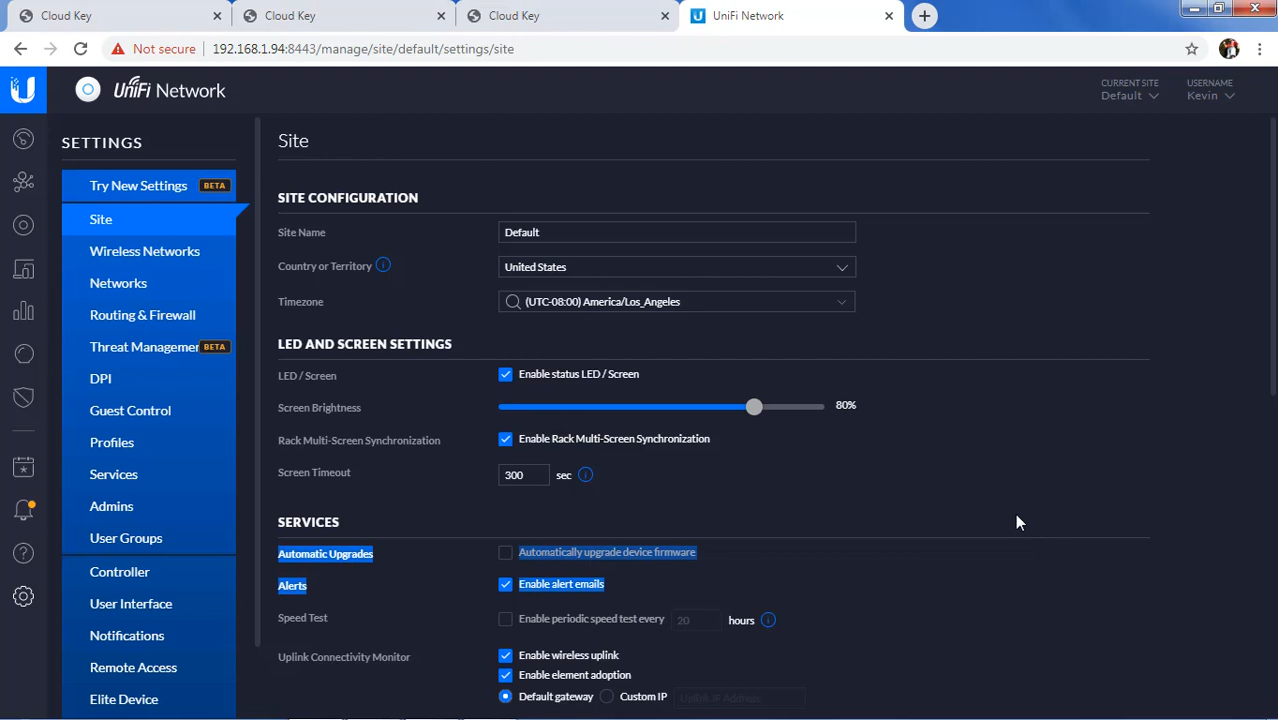 Cloud Key
Cloud Key
Cloud Key
UniFi Network
Not secure
192.168.1.94:8443/manage/site/default/settings/site
UniFi Network
CURRENT SITE
Default
USERNAME
Kevin
SETTINGS
Try New Settings BETA
Site
Wireless Networks
Networks
Routing & Firewall
Threat Managemer BETA
DPI
Guest Control
Profiles
Services
Admins
User Groups
Controller
User Interface
Notifications
Remote Access
Elite Device
Site
SITE CONFIGURATION
Site Name Default
Country or Territory United States
Timezone (UTC-08:00) America/Los_Angeles
LED AND SCREEN SETTINGS
LED / Screen Enable status LED / Screen
Screen Brightness 80%
Rack Multi-Screen Synchronization Enable Rack Multi-Screen Synchronization
Screen Timeout 300 sec
SERVICES
Automatic Upgrades Automatically upgrade device firmware
Alerts Enable alert emails
Speed Test Enable periodic speed test every 20 hours
Uplink Connectivity Monitor Enable wireless uplink
Enable element adoption
Default gateway Custom IP Uplink IP Address